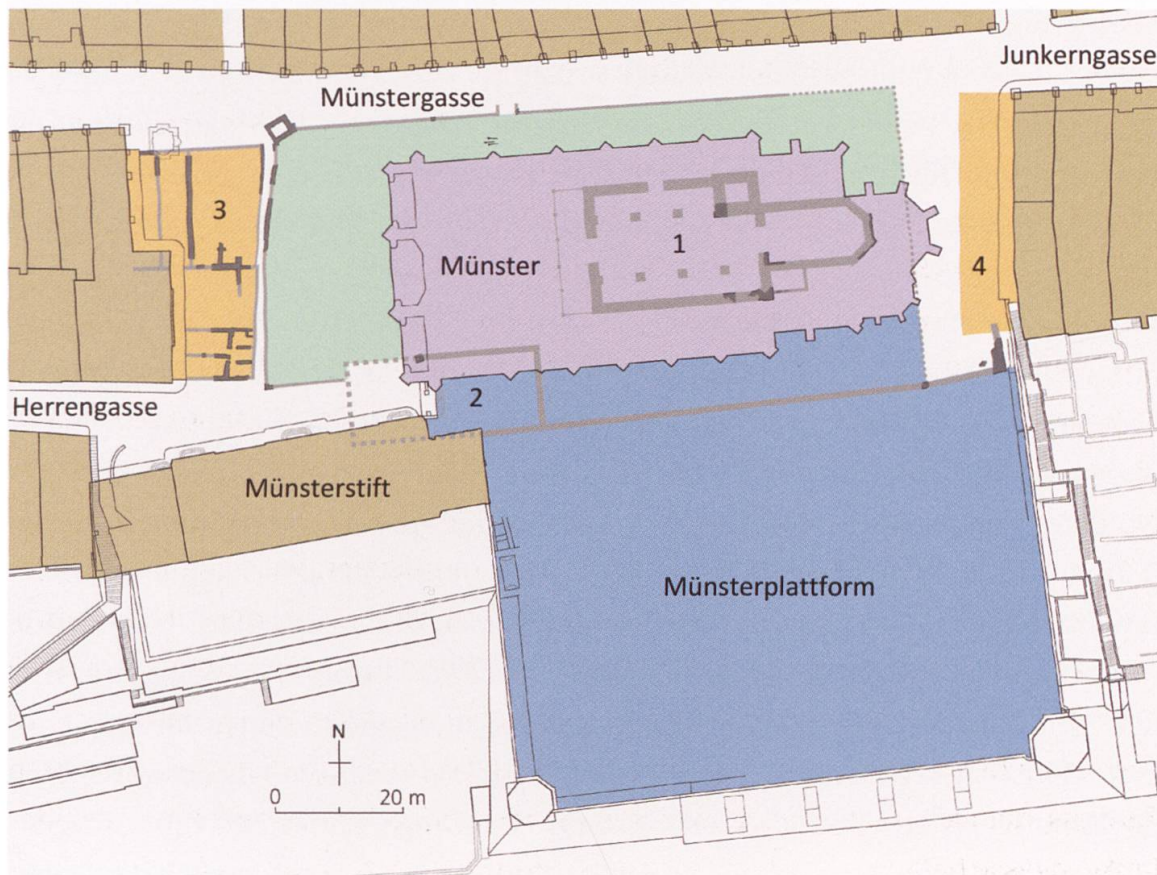 Junkerngasse
Münstergasse
3
1
Münster
4
2
Herrengasse
Münsterstift
Münsterplattform
N
0 20 m